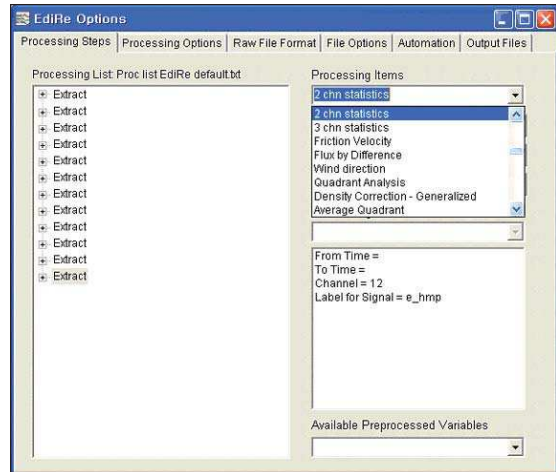 EdiRe Options
Processing Steps
Processing Options
Raw File Format
File Options
Automation
Output Files
Processing List: Proc list EdiRe default.txt
Extract
Extract
Extract
Extract
Extract
Extract
Extract
Extract
Extract
Extract
Extract
Extract
Processing Items
2 chn statistics
2 chn statistics
3 chn statistics
Friction Velocity
Flux by Difference
Wind direction
Quadrant Analysis
Density Correction - Generalized
Average Quadrant
From Time =
To Time =
Channel = 12
Label for Signal = e_hmp
Available Preprocessed Variables